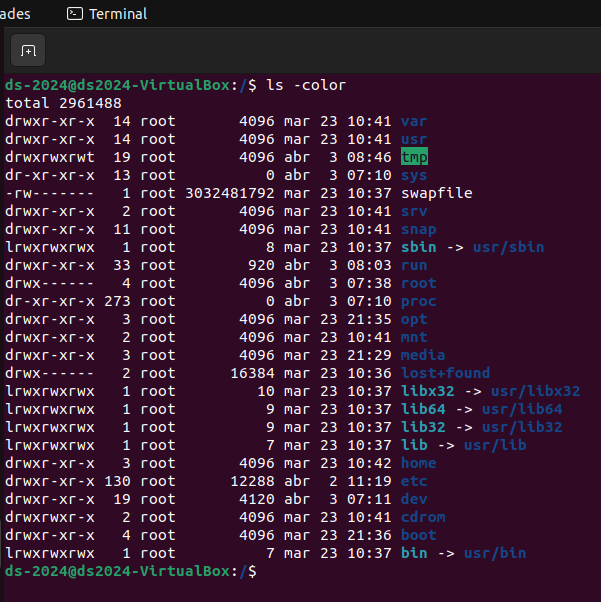 ades Terminal
ds-2024@ds2024-VirtualBox:/$ ls -color
total 2961488
drwxr-xr-x 14 root 4096 mar 23 10:41 var
drwxr-xr-x 14 root 4096 mar 23 10:41 usr
drwxrwxrwt 19 root 4096 abr 3 08:46 tmp
dr-xr-xr-x 13 root 0 abr 3 07:10 sys
-rw------- 1 root 3032481792 mar 23 10:37 swapfile
drwxr-xr-x 2 root 4096 mar 23 10:41 srv
drwxr-xr-x 11 root 4096 mar 23 10:41 snap
lrwxrwxrwx 1 root 8 mar 23 10:37 sbin -> usr/sbin
drwxr-xr-x 33 root 920 abr 3 08:03 run
drwx------ 4 root 4096 abr 3 07:38 root
dr-xr-xr-x 273 root 0 abr 3 07:10 proc
drwxr-xr-x 3 root 4096 mar 23 21:35 opt
drwxr-xr-x 2 root 4096 mar 23 10:41 mnt
drwxr-xr-x 3 root 4096 mar 23 21:29 media
drwx------ 2 root 16384 mar 23 10:36 lost+found
lrwxrwxrwx 1 root 10 mar 23 10:37 libx32 -> usr/libx32
lrwxrwxrwx 1 root 9 mar 23 10:37 lib64 -> usr/lib64
lrwxrwxrwx 1 root 9 mar 23 10:37 lib32 -> usr/lib32
lrwxrwxrwx 1 root 7 mar 23 10:37 lib -> usr/lib
drwxr-xr-x 3 root 4096 mar 23 10:42 home
drwxr-xr-x 130 root 12288 abr 2 11:19 etc
drwxr-xr-x 19 root 4120 abr 3 07:11 dev
drwxrwxr-x 2 root 4096 mar 23 10:41 cdrom
drwxr-xr-x 4 root 4096 mar 23 21:36 boot
lrwxrwxrwx 1 root 7 mar 23 10:37 bin -> usr/bin
ds-2024@ds2024-VirtualBox:/$